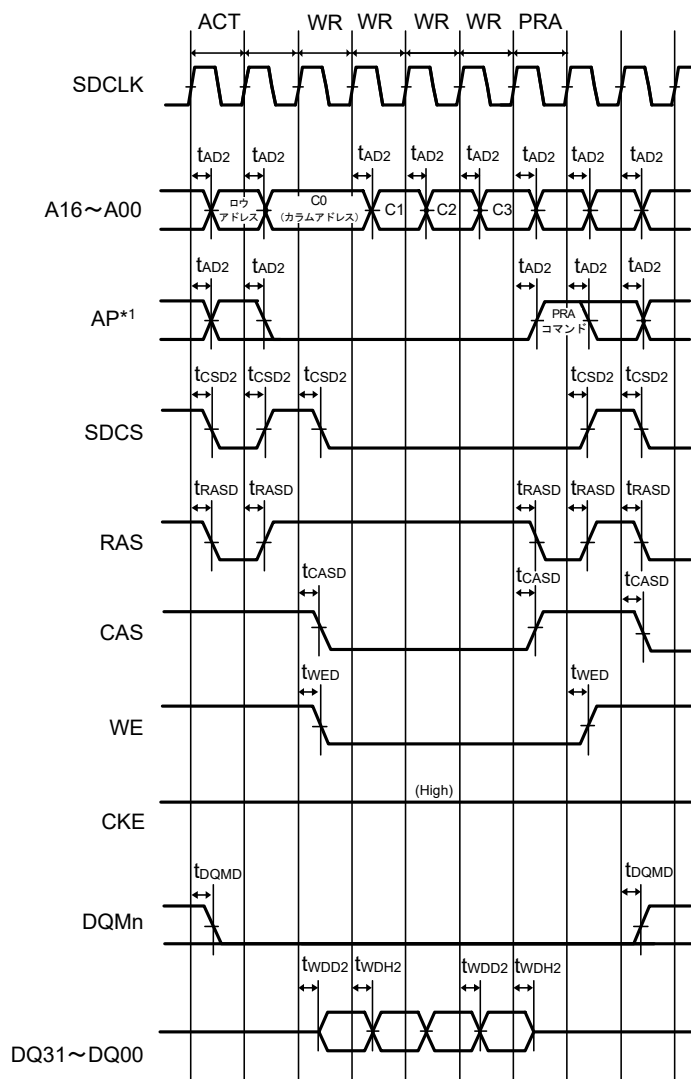 ACT WR WR WR WR PRA
SDCLK
tAD2 tAD2 tAD2 tAD2 tAD2 tAD2 tAD2 tAD2
A16～A00
ロウ
アドレス
C0
（カラムアドレス）
C1 C2 C3
tAD2 tAD2 tAD2 tAD2 tAD2
AP*1
PRA
コマンド
tCSD2 tCSD2 tCSD2 tCSD2 tCSD2
SDCS
tRASD tRASD tRASD tRASD tRASD
RAS
tCASD tCASD tCASD
CAS
tWED tWED
WE
(High)
CKE
tDQMD tDQMD
DQMn
tWDD2 tWDH2 tWDD2 tWDH2
DQ31～DQ00